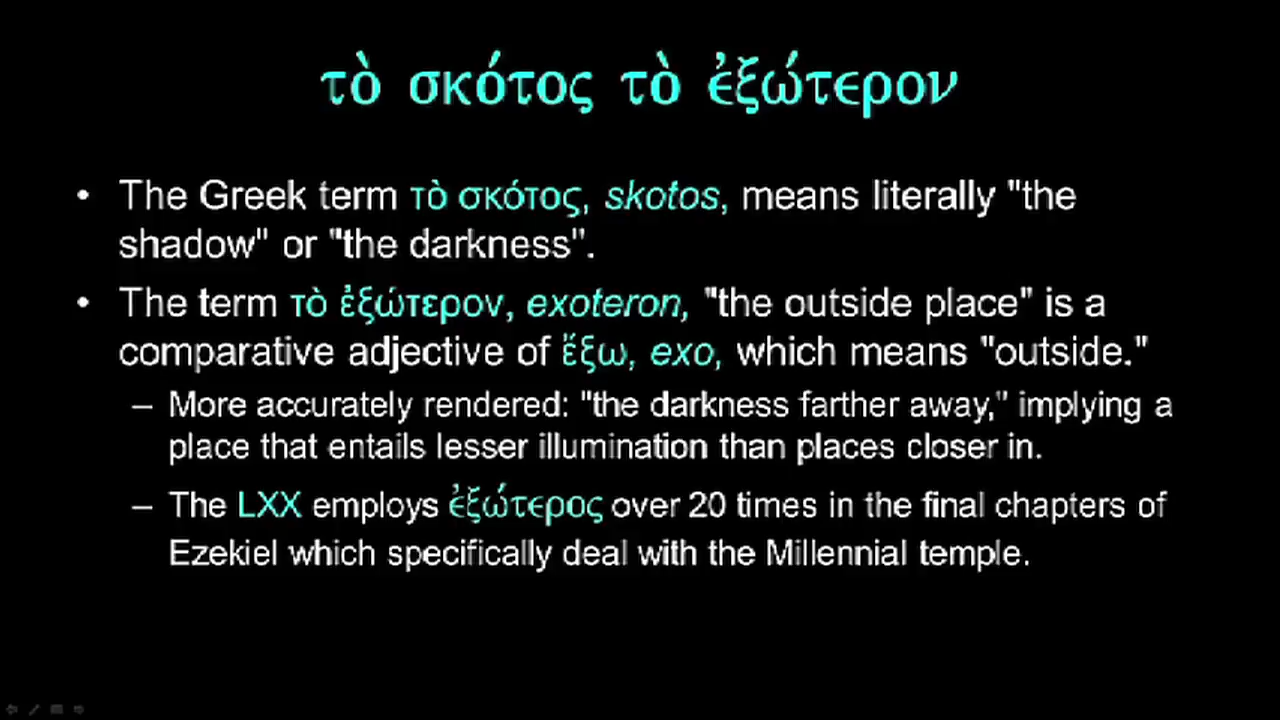 τὸ σκότος τὸ ἐξώτερον
• The Greek term τὸ σκότος, skotos, means literally "the
shadow" or "the darkness".
• The term τὸ ἐξώτερον, exoteron, "the outside place" is a
comparative adjective of ἔξω, exo, which means "outside."
– More accurately rendered: "the darkness farther away," implying a
place that entails lesser illumination than places closer in.
– The LXX employs ἐξώτερος over 20 times in the final chapters of
Ezekiel which specifically deal with the Millennial temple.